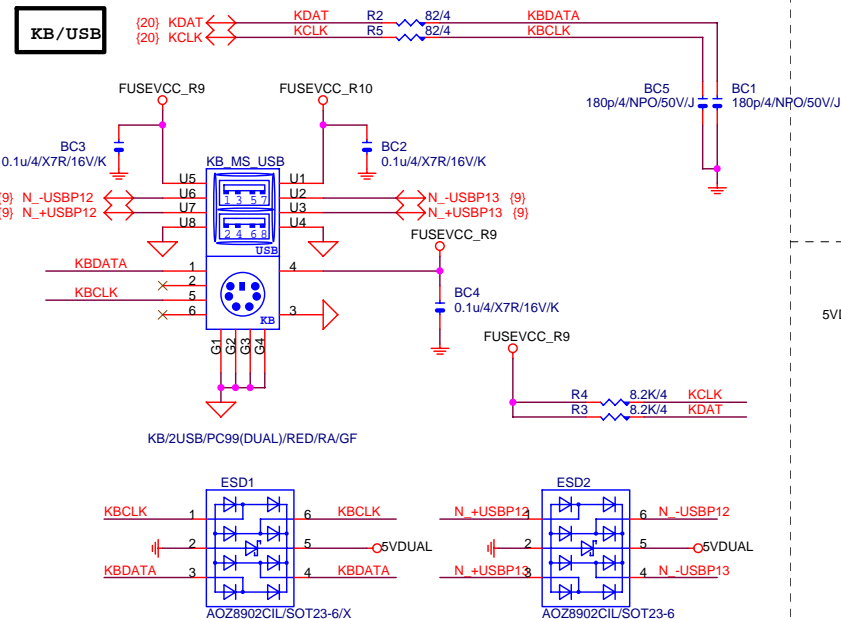 KB/USB
{20} KDAT KDAT R2 82/4 KBDATA
{20} KCLK KCLK R5 82/4 KBCLK
BC5 BC1
180p/4/NPO/50V/J 180p/4/NPO/50V/J
FUSEVCC_R9 FUSEVCC_R10
BC3 BC2
0.1u/4/X7R/16V/K 0.1u/4/X7R/16V/K
KB_MS_USB
U5 U1
{9} N_-USBP12 U6 U2 N_-USBP13 {9}
1 3 5 7
{9} N_+USBP12 U7 U3 N_+USBP13 {9}
U8 U4
2 4 6 8
FUSEVCC_R9
USB
KBDATA 1 4
2
BC4
KBCLK 5
0.1u/4/X7R/16V/K
6 3
KB
5VD
G1 G2 G3 G4
FUSEVCC_R9
R4 8.2K/4 KCLK
R3 8.2K/4 KDAT
KB/2USB/PC99(DUAL)/RED/RA/GF
ESD1 ESD2
KBCLK 1 6 KBCLK N_+USBP12 1 6 N_-USBP12
2 5 5VDUAL 2 5 5VDUAL
KBDATA 3 4 KBDATA N_+USBP13 3 4 N_-USBP13
AOZ8902CIL/SOT23-6/X AOZ8902CIL/SOT23-6